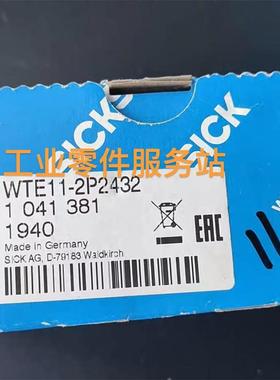 SICK
SICK
工业零件服务站
WTE11-2P2432
1 041 381
1940
Made in Germany
SICK AG, D-79183 Waldkirch
EAC